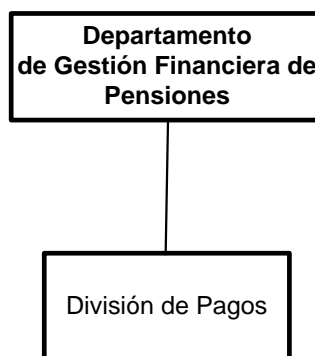 Departamento
de Gestión Financiera de
Pensiones
División de Pagos